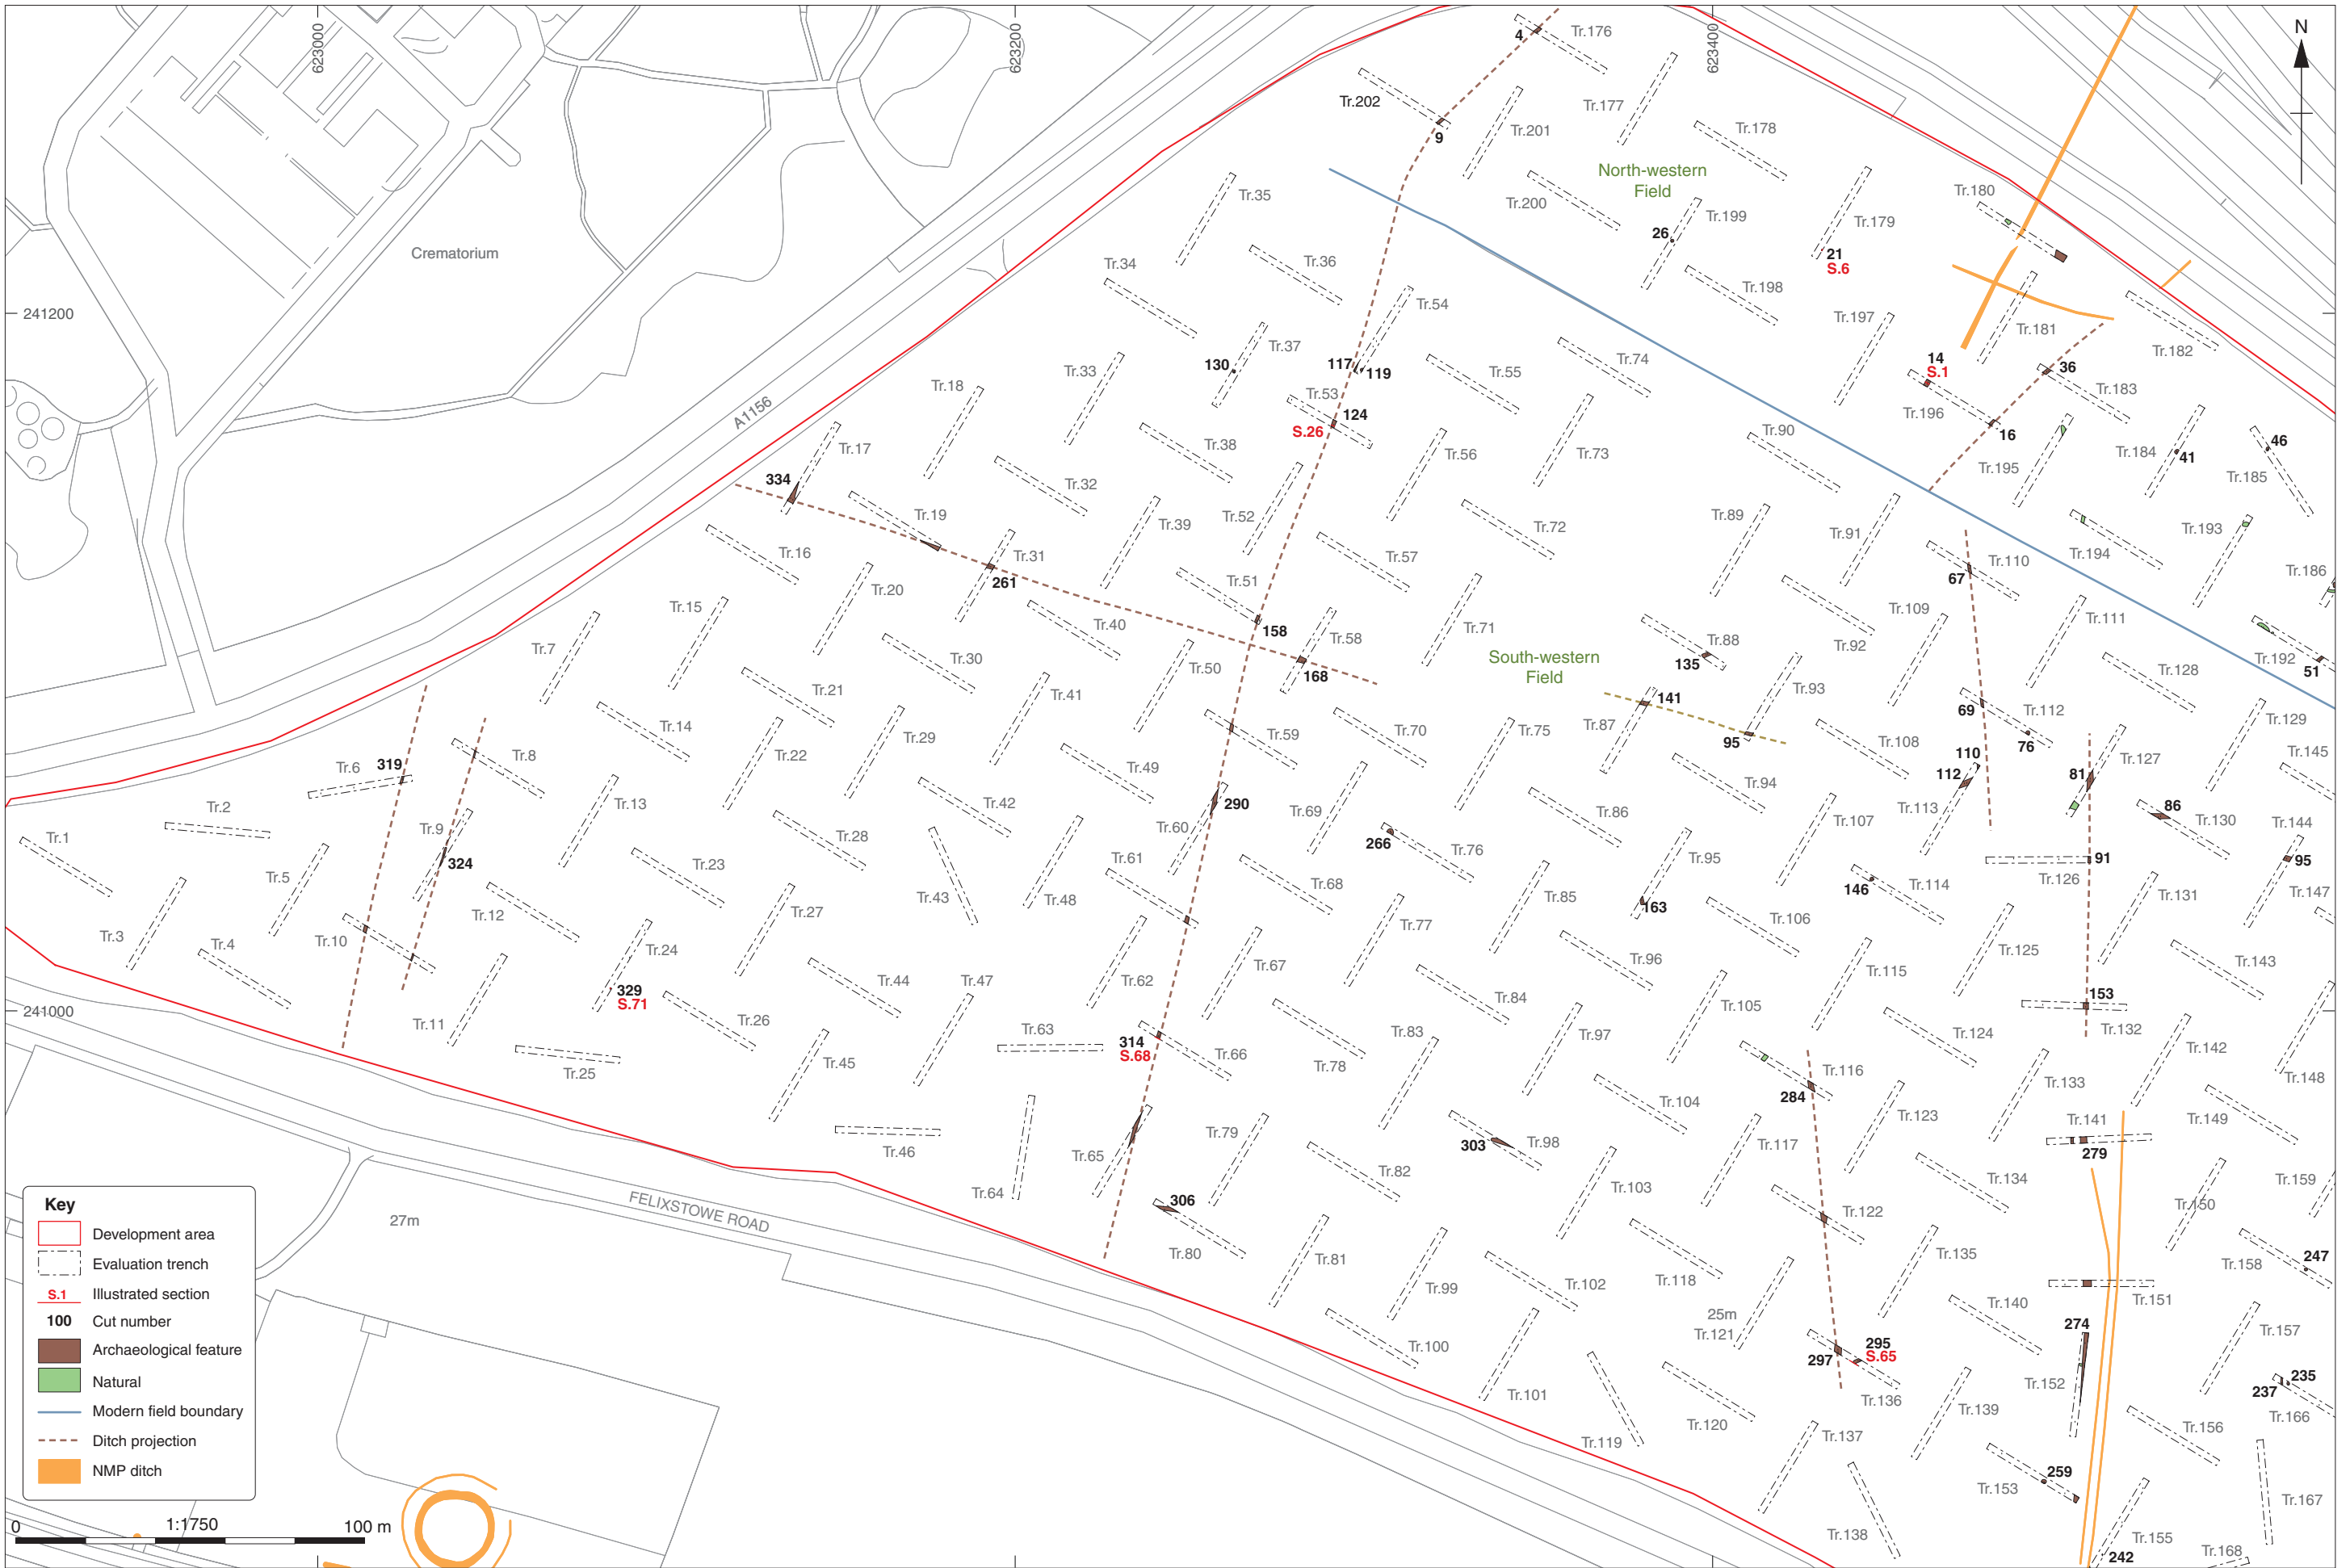 623000
623200
623400
N
Tr.176
4
Tr.202
9
Tr.177
Tr.201
Tr.178
North-western
Field
Tr.200
Tr.199
26
Tr.179
21
S.6
Tr.180
Tr.35
Crematorium
Tr.34
Tr.36
Tr.198
241200
Tr.54
Tr.197
Tr.181
Tr.182
Tr.37
130
117
119
Tr.33
Tr.18
Tr.53
124
S.26
Tr.55
Tr.74
14
S.1
36
Tr.183
Tr.196
16
A1156
Tr.17
Tr.38
Tr.56
Tr.73
Tr.90
Tr.195
Tr.184
41
46
Tr.185
334
Tr.32
Tr.19
Tr.39
Tr.52
Tr.72
Tr.89
Tr.91
Tr.194
Tr.193
Tr.16
Tr.31
261
Tr.57
Tr.110
67
Tr.186
Tr.20
Tr.51
Tr.15
Tr.40
158
Tr.58
Tr.71
Tr.109
Tr.111
Tr.7
Tr.30
Tr.50
168
South-western
Field
Tr.88
135
Tr.92
Tr.128
Tr.192
51
Tr.21
Tr.41
141
Tr.93
69
Tr.112
76
Tr.129
Tr.14
Tr.29
Tr.59
Tr.70
Tr.75
Tr.87
95
Tr.108
Tr.127
Tr.145
Tr.8
Tr.22
Tr.49
110
112
81
Tr.6
319
Tr.2
Tr.13
Tr.42
290
Tr.69
Tr.94
Tr.113
86
Tr.130
Tr.1
Tr.9
324
Tr.28
Tr.60
266
Tr.76
Tr.86
Tr.107
Tr.144
95
Tr.5
Tr.23
Tr.61
Tr.68
Tr.95
91
Tr.126
146
Tr.114
Tr.147
Tr.12
Tr.27
Tr.43
Tr.48
163
Tr.106
Tr.131
Tr.3
Tr.4
Tr.10
Tr.24
Tr.77
Tr.85
Tr.125
Tr.44
Tr.47
Tr.62
Tr.67
Tr.96
Tr.115
Tr.143
329
S.71
241000
Tr.11
Tr.26
Tr.84
Tr.105
153
Tr.132
Tr.124
Tr.63
314
S.68
Tr.66
Tr.78
Tr.83
Tr.97
Tr.142
Tr.25
Tr.45
Tr.116
284
Tr.133
Tr.148
Tr.46
Tr.79
Tr.104
Tr.123
Tr.141
279
Tr.149
Tr.65
303
Tr.98
Tr.117
Tr.64
Tr.82
Tr.103
Tr.134
Tr.159
306
Tr.122
Tr.150
FELIXSTOWE ROAD
27m
Tr.80
Tr.81
Tr.118
Tr.135
247
Tr.158
Tr.99
Tr.102
Tr.140
Tr.151
25m
Tr.121
274
Tr.157
Tr.100
295
S.65
297
Tr.101
Tr.136
Tr.152
235
237
Tr.120
Tr.139
Tr.166
Tr.119
Tr.137
Tr.156
259
Tr.153
Tr.167
Tr.138
Tr.155
242
Tr.168
Key
Development area
Evaluation trench
S.1 Illustrated section
100 Cut number
Archaeological feature
Natural
Modern field boundary
Ditch projection
NMP ditch
0 1:1750 100 m